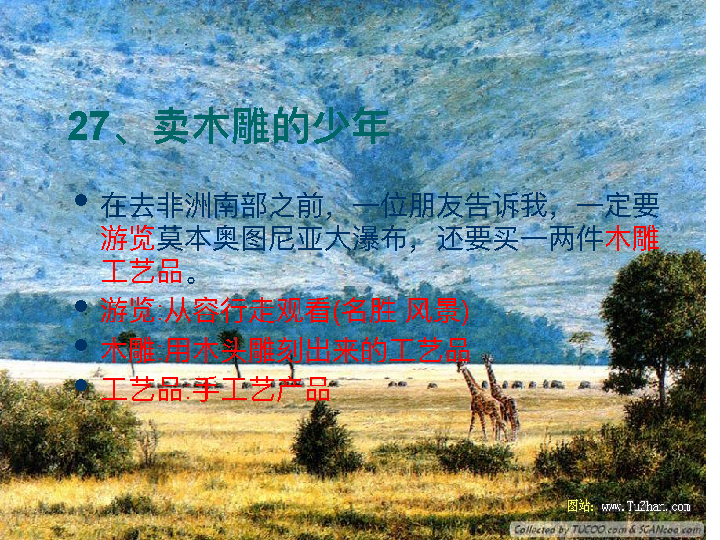 27、卖木雕的少年
• 在去非洲南部之前，一位朋友告诉我，一定要
游览莫本奥图尼亚大瀑布，还要买一两件木雕
工艺品。
• 游览:从容行走观看(名胜 风景)
• 木雕:用木头雕刻出来的工艺品
• 工艺品:手工艺产品
图站: www.Tu2han.com
Collected by TUCOO.com & SCANcoo.com